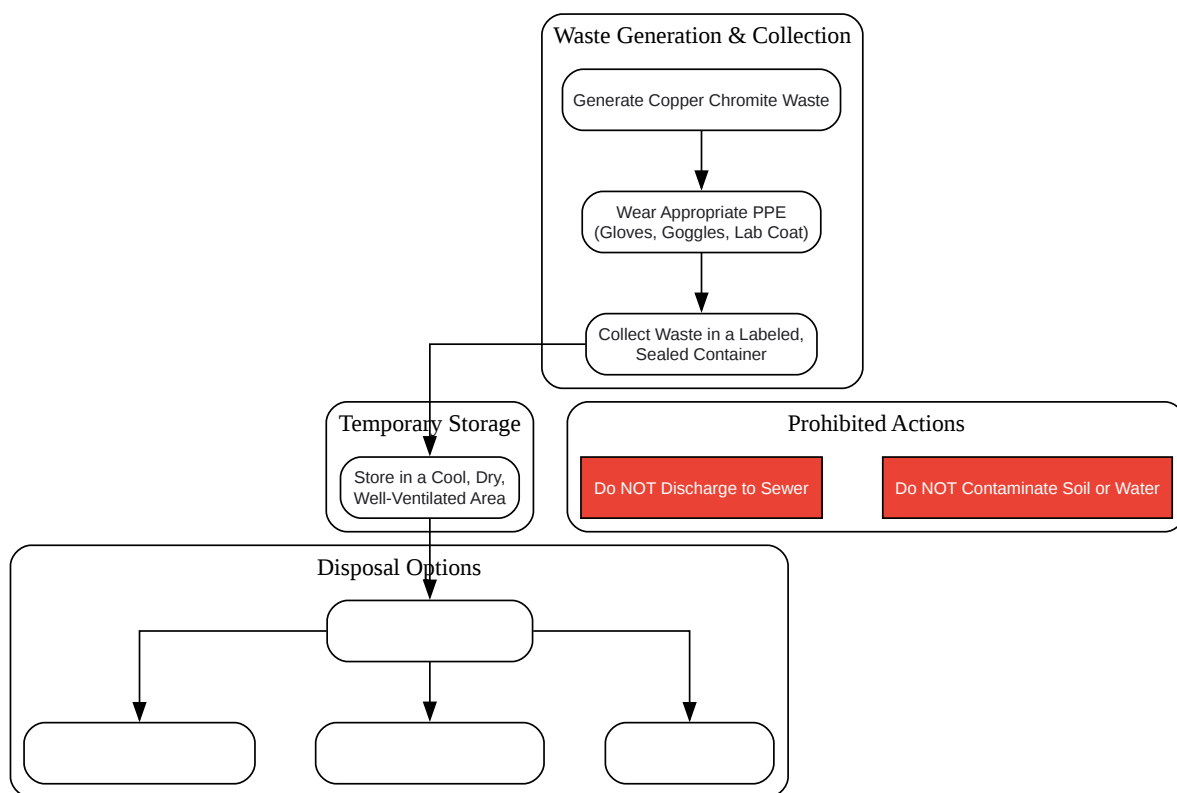 Waste Generation & Collection
Generate Copper Chromite Waste
Wear Appropriate PPE
(Gloves, Goggles, Lab Coat)
Collect Waste in a Labeled,
Sealed Container
Temporary Storage
Store in a Cool, Dry,
Well-Ventilated Area
Prohibited Actions
Do NOT Discharge to Sewer
Do NOT Contaminate Soil or Water
Disposal Options